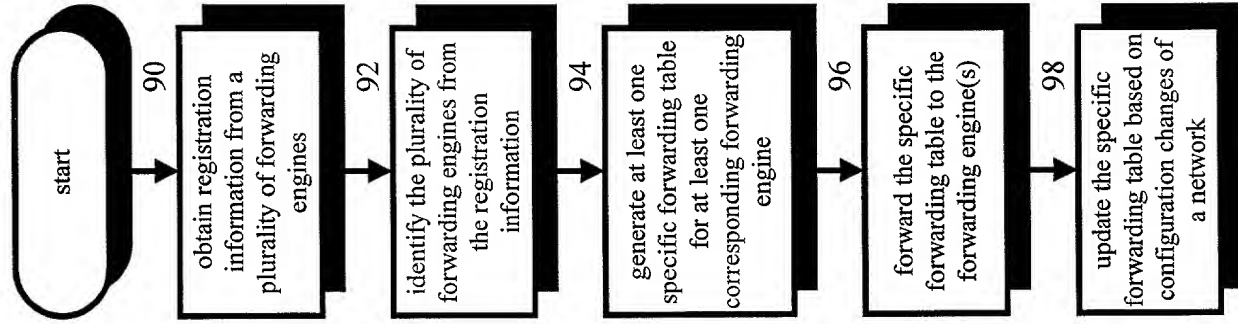 start
90
obtain registration
information from a
plurality of forwarding
engines
92
identify the plurality of
forwarding engines from
the registration
information
94
generate at least one
specific forwarding table
for at least one
corresponding forwarding
engine
96
forward the specific
forwarding table to the
forwarding engine(s)
98
update the specific
forwarding table based on
configuration changes of
a network